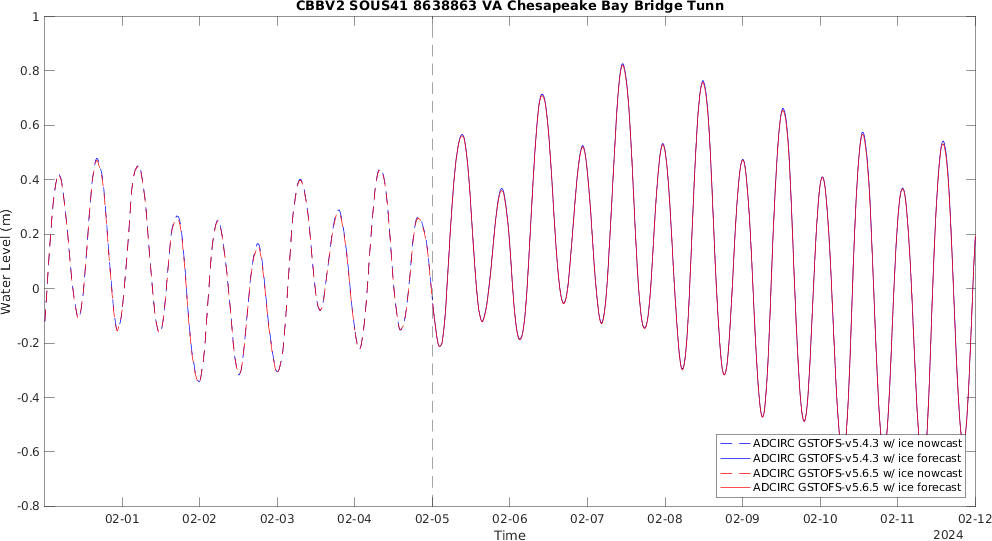 CBBV2 SOUS41 8638863 VA Chesapeake Bay Bridge Tunn
1
0.8
0.6
0.4
0.2
0
-0.2
-0.4
-0.6
-0.8
Water Level (m)
02-01 02-02 02-03 02-04 02-05 02-06 02-07 02-08 02-09 02-10 02-11 02-12
Time
2024
ADCIRC GSTOFS-v5.4.3 w/ ice nowcast
ADCIRC GSTOFS-v5.4.3 w/ ice forecast
ADCIRC GSTOFS-v5.6.5 w/ ice nowcast
ADCIRC GSTOFS-v5.6.5 w/ ice forecast